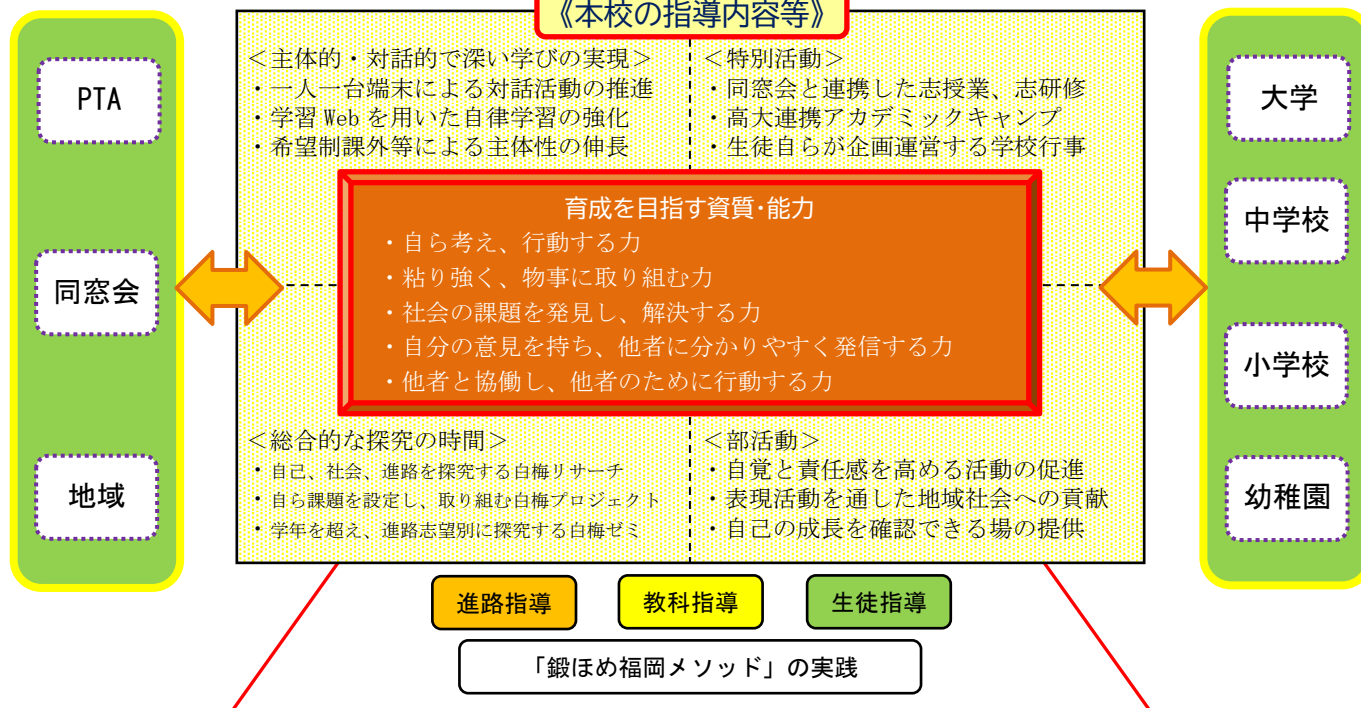 《本校の指導内容等》
PTA
同窓会
地域
＜主体的・対話的で深い学びの実現＞
・一人一台端末による対話活動の推進
・学習 Web を用いた自律学習の強化
・希望制課外等による主体性の伸長
＜特別活動＞
・同窓会と連携した志授業、志研修
・高大連携アカデミックキャンプ
・生徒自らが企画運営する学校行事
育成を目指す資質・能力
・自ら考え、行動する力
・粘り強く、物事に取り組む力
・社会の課題を発見し、解決する力
・自分の意見を持ち、他者に分かりやすく発信する力
・他者と協働し、他者のために行動する力
＜総合的な探究の時間＞
・自己、社会、進路を探究する白梅リサーチ
・自ら課題を設定し、取り組む白梅プロジェクト
・学年を超え、進路志望別に探究する白梅ゼミ
＜部活動＞
・自覚と責任感を高める活動の促進
・表現活動を通した地域社会への貢献
・自己の成長を確認できる場の提供
大学
中学校
小学校
幼稚園
進路指導
教科指導
生徒指導
「鍛ほめ福岡メソッド」の実践